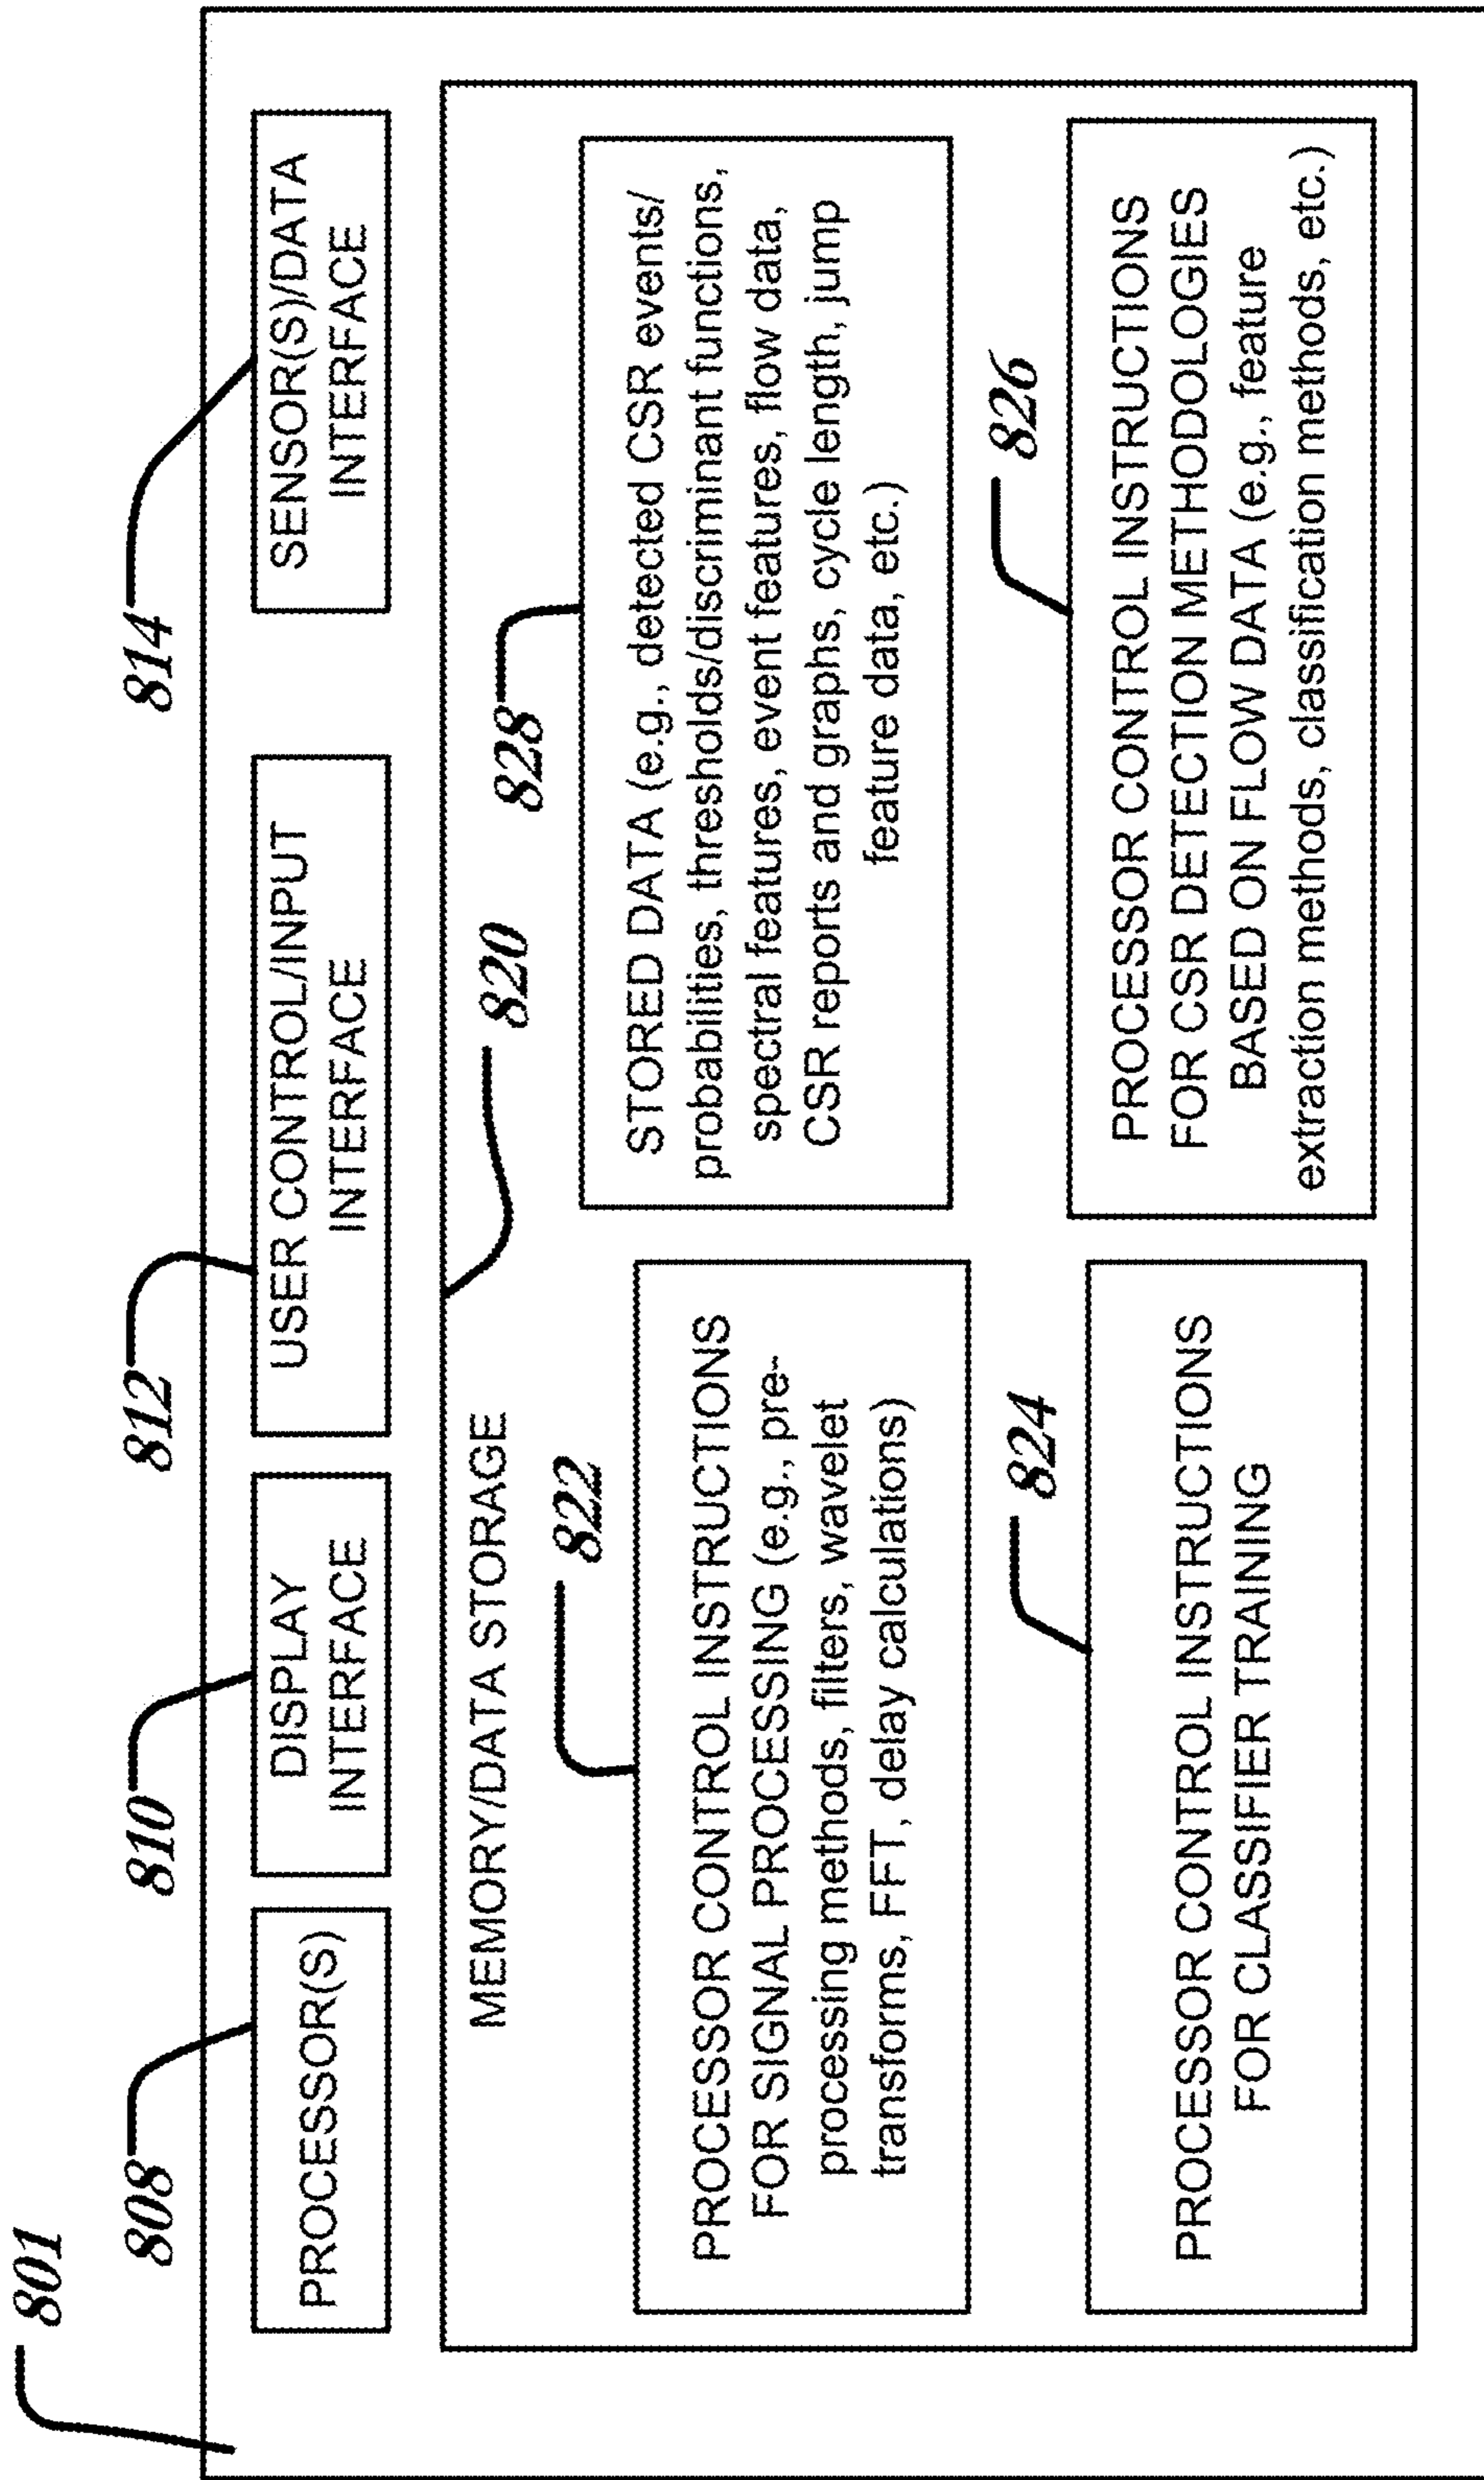 801
808
810
812
814
PROCESSOR(S)
DISPLAY
INTERFACE
USER CONTROL/INPUT
INTERFACE
SENSOR(S)/DATA
INTERFACE
MEMORY/DATA STORAGE
820
822
PROCESSOR CONTROL INSTRUCTIONS
FOR SIGNAL PROCESSING (e.g., pre-
processing methods, filters, wavelet
transforms, FFT, delay calculations)
828
STORED DATA (e.g., detected CSR events/
probabilities, thresholds/discriminant functions,
spectral features, event features, flow data,
CSR reports and graphs, cycle length, jump
feature data, etc.)
824
PROCESSOR CONTROL INSTRUCTIONS
FOR CLASSIFIER TRAINING
826
PROCESSOR CONTROL INSTRUCTIONS
FOR CSR DETECTION METHODOLOGIES
BASED ON FLOW DATA (e.g., feature
extraction methods, classification methods, etc.)